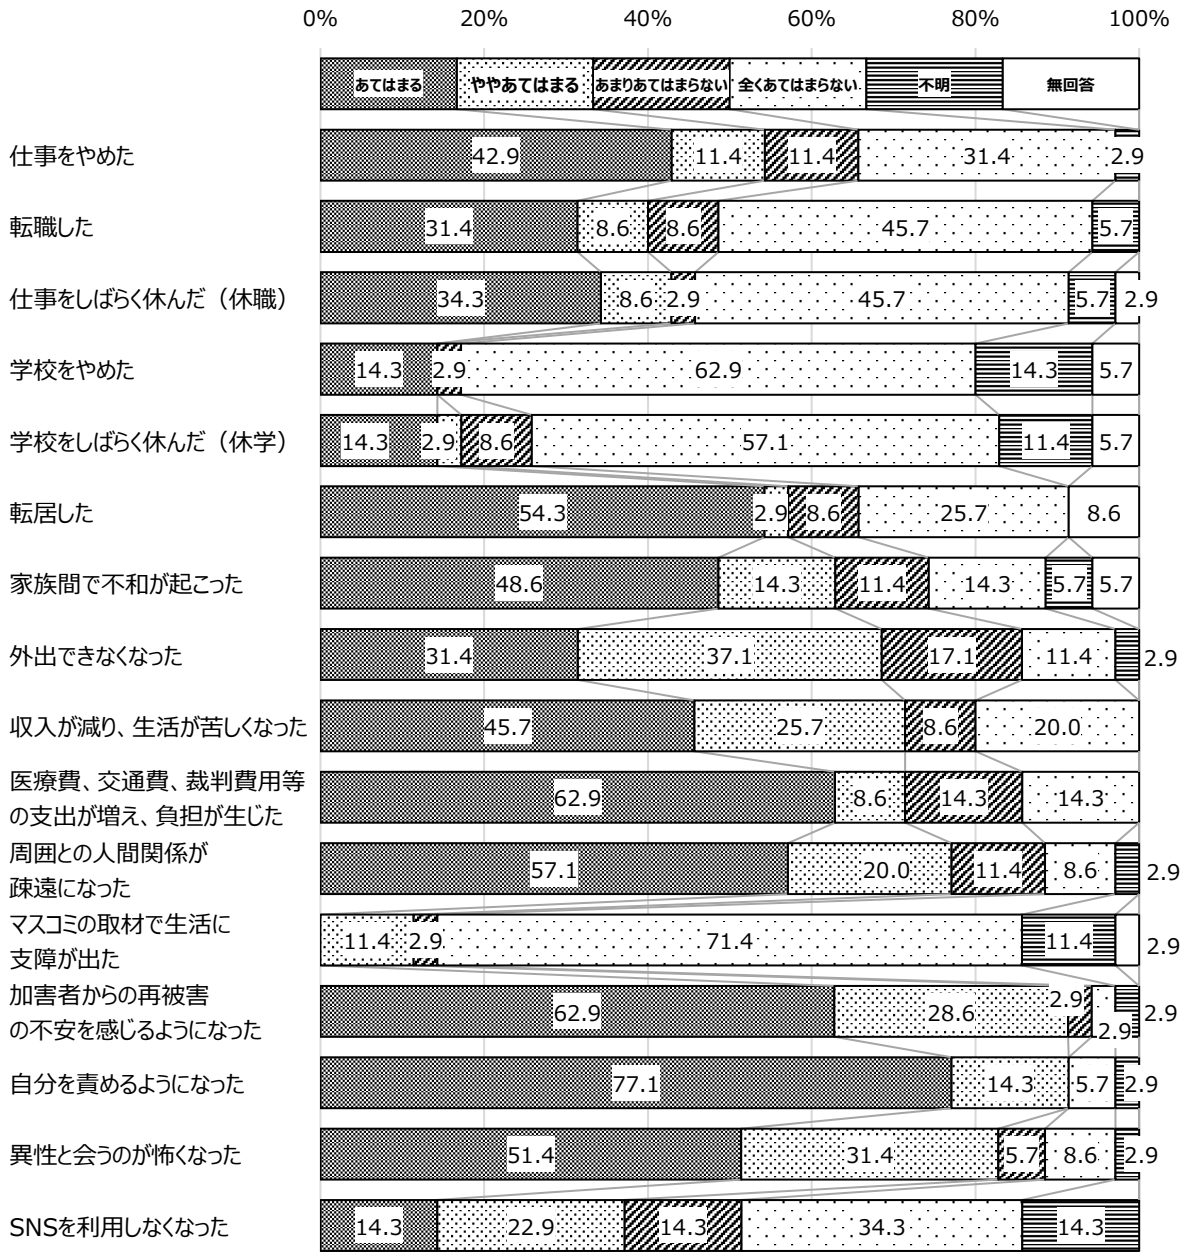 0% 20% 40% 60% 80% 100%
あてはまる ややあてはまる あまりあてはまらない 全くあてはまらない 不明 無回答
仕事をやめた 42.9 11.4 11.4 31.4 2.9
転職した 31.4 8.6 8.6 45.7 5.7
仕事をしばらく休んだ（休職） 34.3 8.6 2.9 45.7 5.7 2.9
学校をやめた 14.3 2.9 62.9 14.3 5.7
学校をしばらく休んだ（休学） 14.3 2.9 8.6 57.1 11.4 5.7
転居した 54.3 2.9 8.6 25.7 8.6
家族間で不和が起こった 48.6 14.3 11.4 14.3 5.7 5.7
外出できなくなった 31.4 37.1 17.1 11.4 2.9
収入が減り、生活が苦しくなった 45.7 25.7 8.6 20.0
医療費、交通費、裁判費用等
の支出が増え、負担が生じた 62.9 8.6 14.3 14.3
周囲との人間関係が
疎遠になった 57.1 20.0 11.4 8.6 2.9
マスコミの取材で生活に
支障が出た 11.4 2.9 71.4 11.4 2.9
加害者からの再被害
の不安を感じるようになった 62.9 28.6 2.9 2.9 2.9
自分を責めるようになった 77.1 14.3 5.7 2.9
異性と会うのが怖くなった 51.4 31.4 5.7 8.6 2.9
SNSを利用しなくなった 14.3 22.9 14.3 34.3 14.3